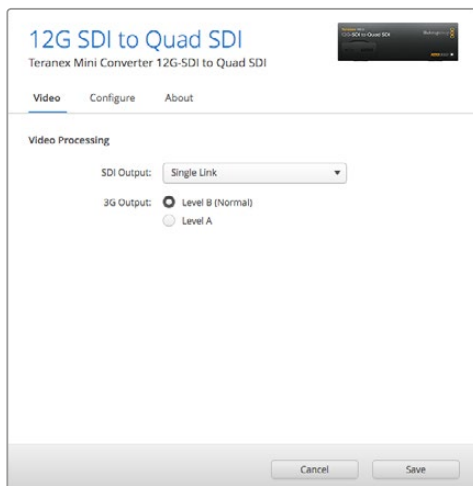 12G SDI to Quad SDI
Teranex Mini Converter 12G-SDI to Quad SDI
Video Configure About
Video Processing
SDI Output: Single Link
3G Output: Level B (Normal)
Level A
Cancel Save